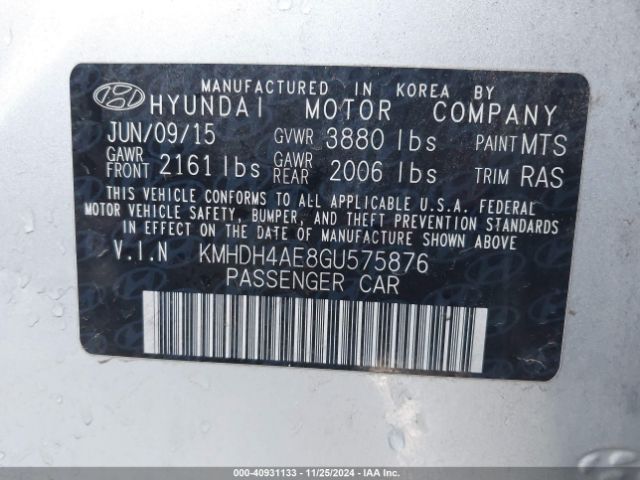 MANUFACTURED IN KOREA BY
HYUNDAI MOTOR COMPANY
JUN/09/15 GVWR 3880 lbs PAINT MTS
GAWR FRONT 2161 lbs GAWR REAR 2006 lbs TRIM RAS
THIS VEHICLE CONFORMS TO ALL APPLICABLE U.S.A. FEDERAL
MOTOR VEHICLE SAFETY, BUMPER, AND THEFT PREVENTION STANDARDS
IN EFFECT ON THE DATE OF MANUFACTURE SHOWN ABOVE
V.I.N KMHDH4AE8GU575876
PASSENGER CAR
000-40931133 - 11/25/2024 - IAAI.com